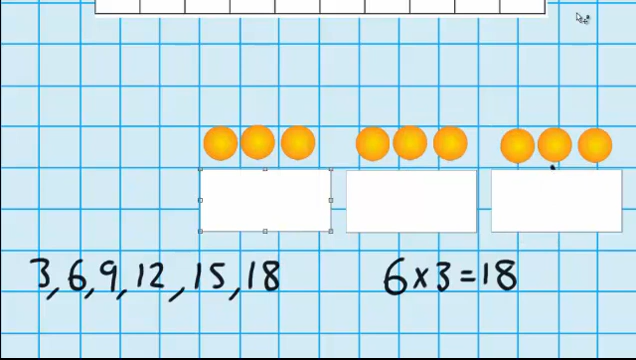 3, 6, 9, 12, 15, 18
6 x 3 = 18